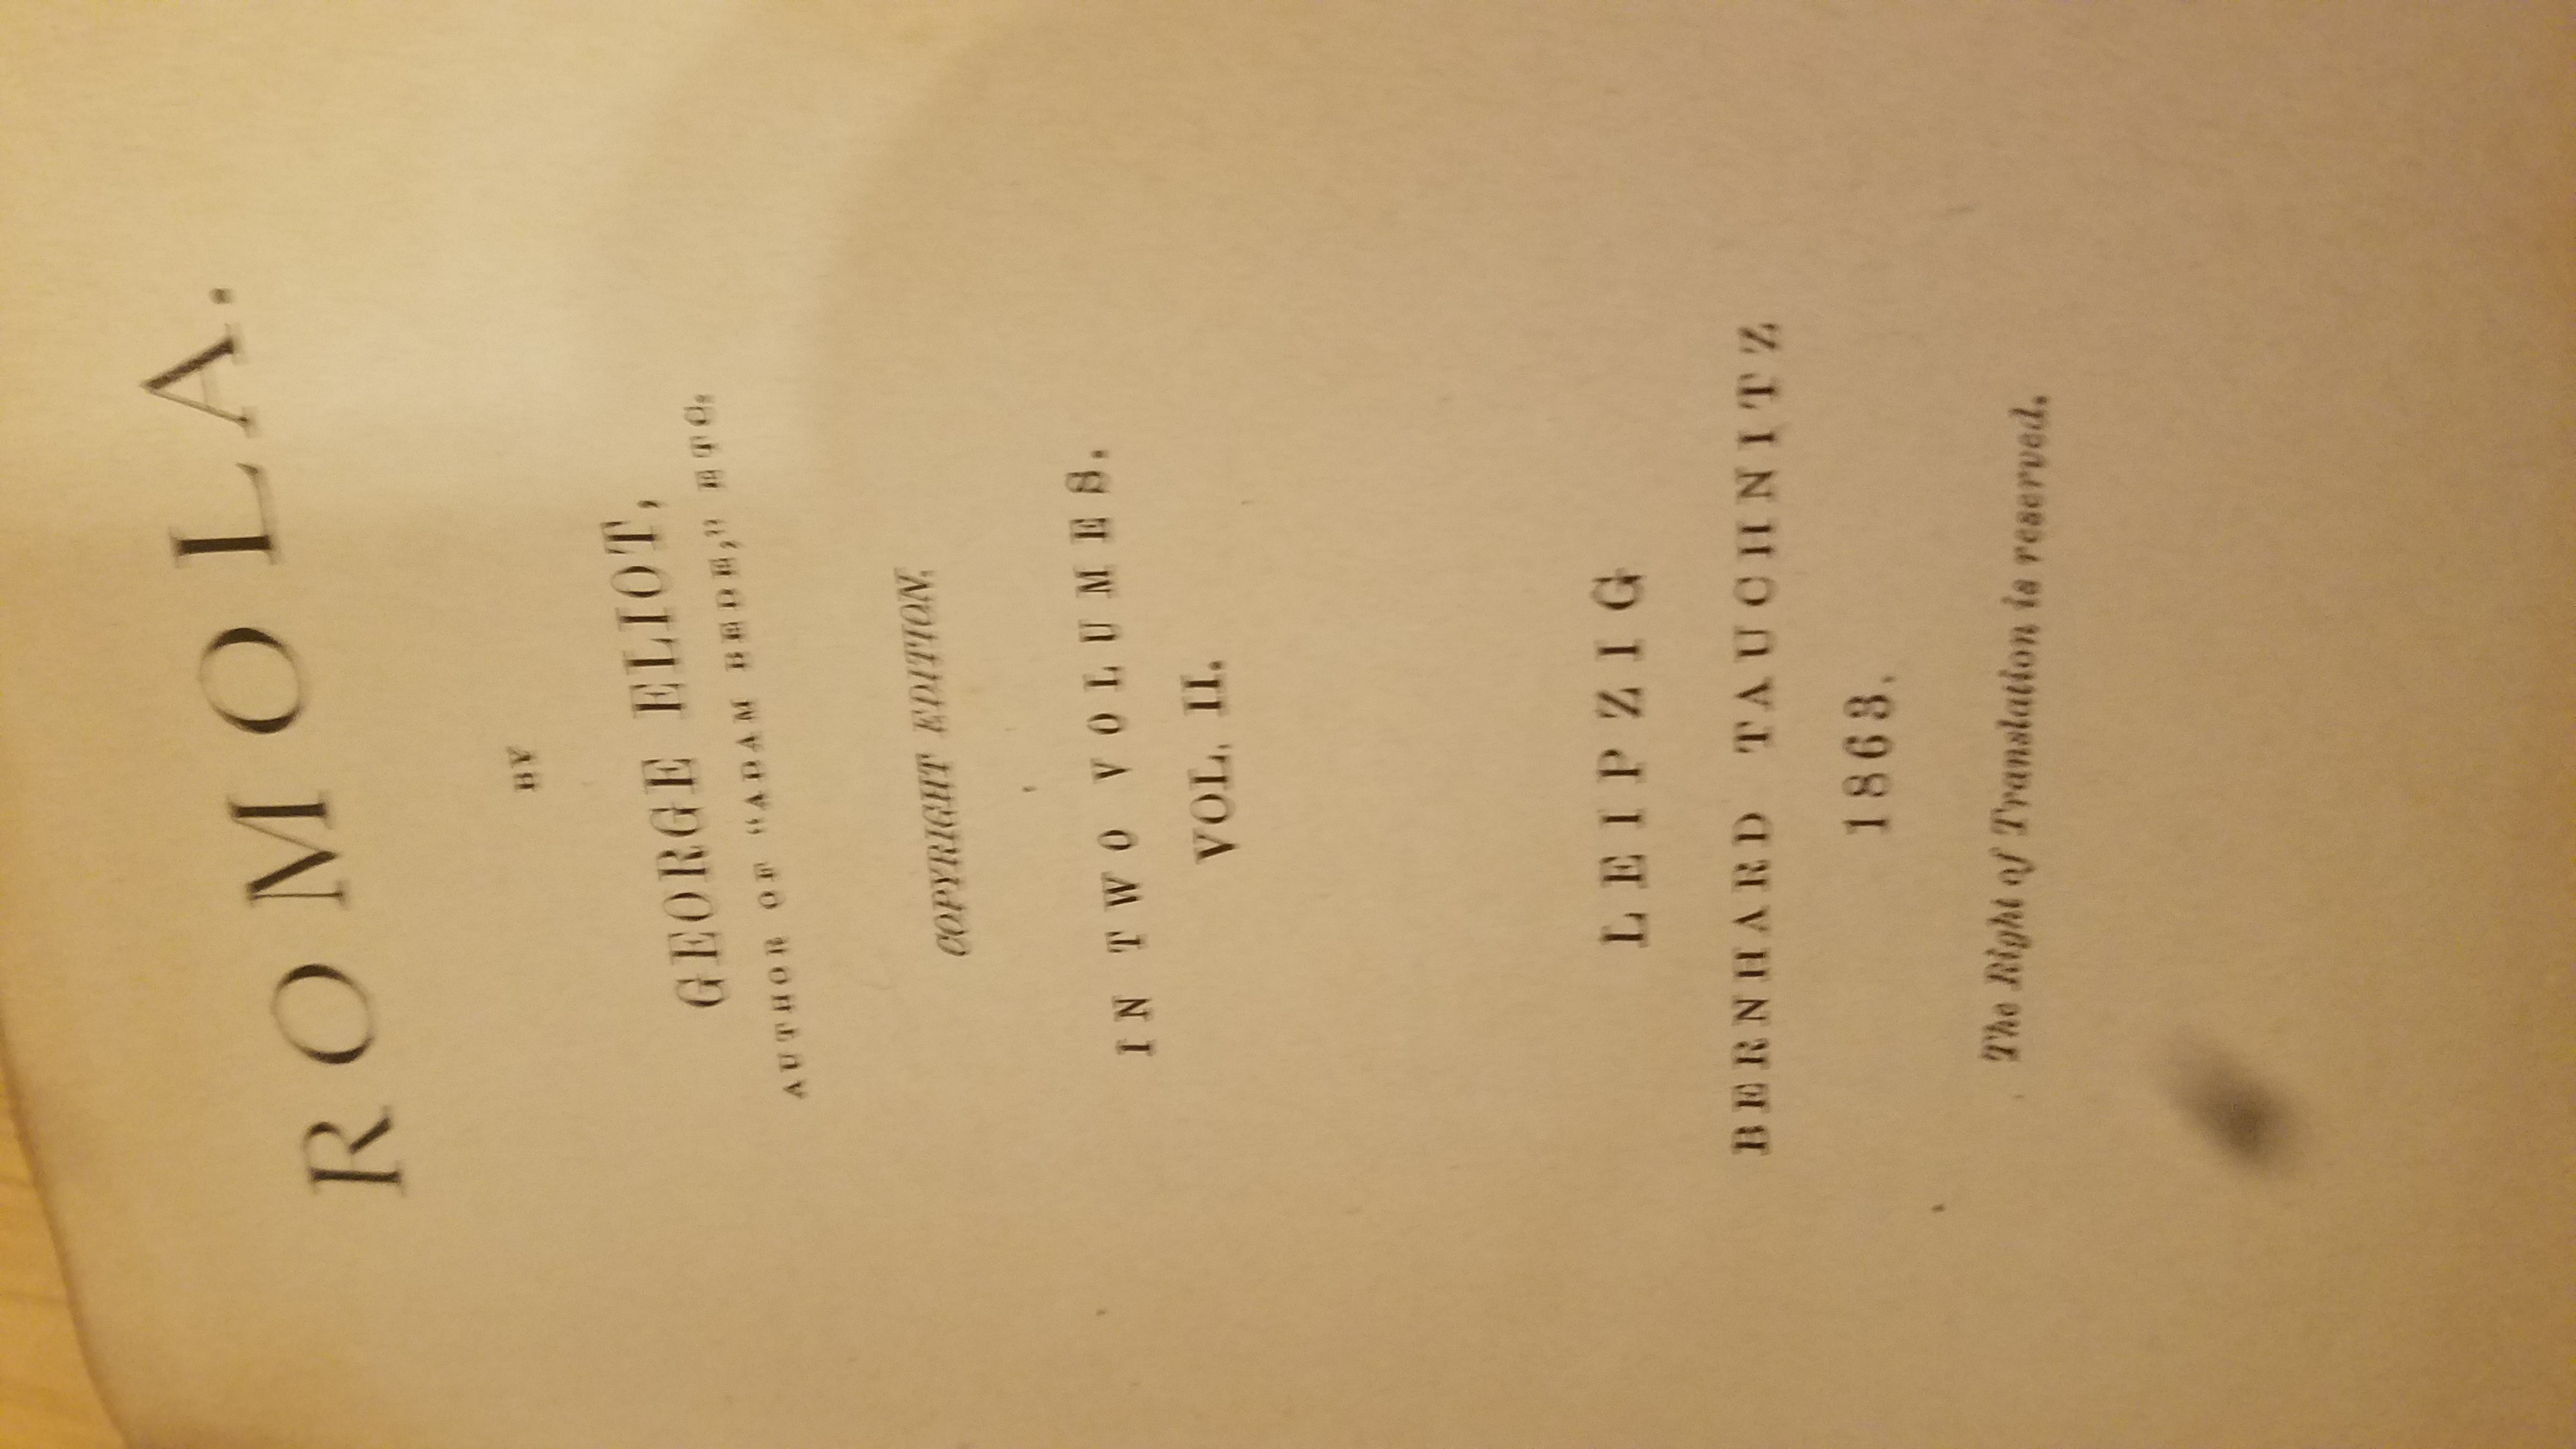 ROMOLA.
BY
GEORGE ELIOT,
AUTHOR OF "ADAM BEDE," ETC.
COPYRIGHT EDITION.
IN TWO VOLUMES.
VOL. II.
LEIPZIG
BERNHARD TAUCHNITZ
1863.
The Right of Translation is reserved.